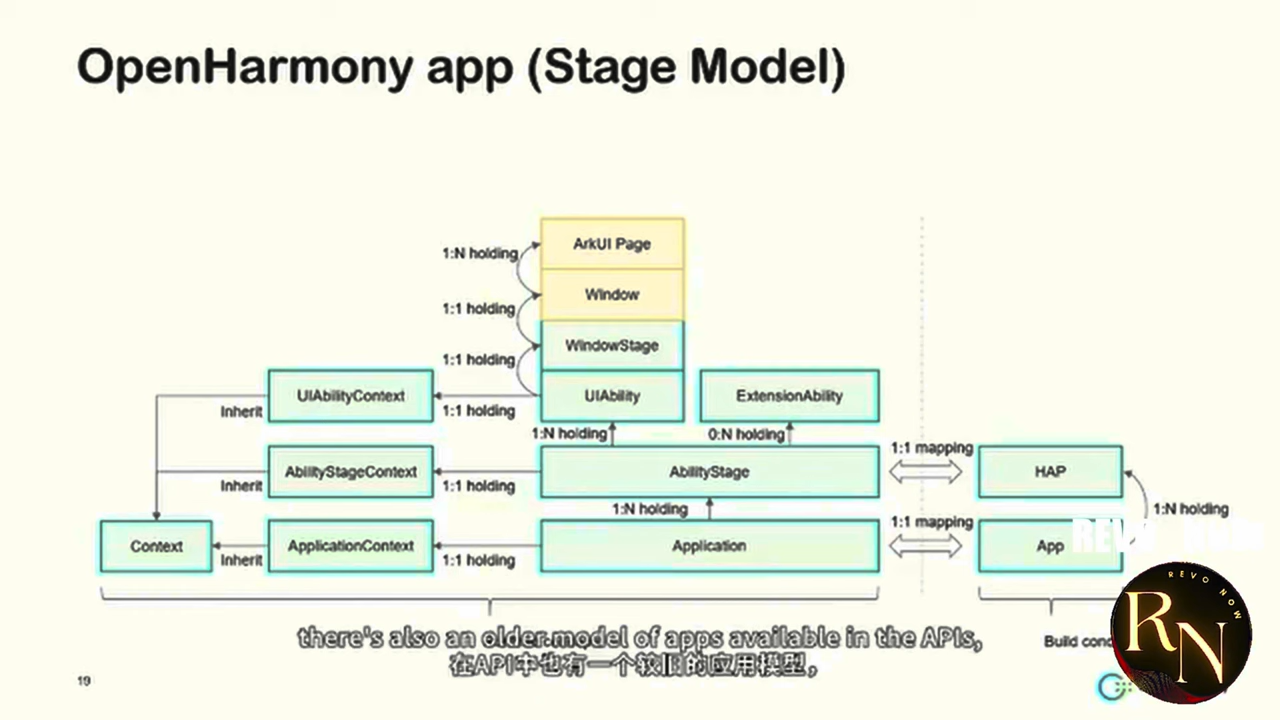 OpenHarmony app (Stage Model)
ArkUI Page
1:N holding
Window
1:1 holding
WindowStage
1:1 holding
UIAbilityContext
UIAbility
ExtensionAbility
Inherit
1:1 holding
1:N holding
0:N holding
1:1 mapping
AbilityStageContext
AbilityStage
HAP
Inherit
1:1 holding
1:N holding
1:N holding
1:1 mapping
Context
ApplicationContext
Application
App
Inherit
1:1 holding
there's also an older model of apps available in the APIs,
在API中也有一个较旧的应用模型,
Build
19
REVO NOW
RN